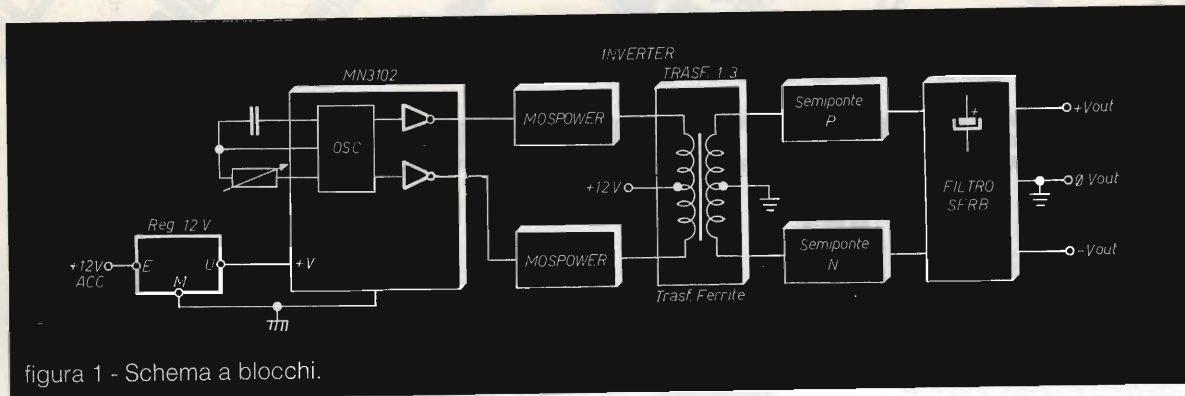 INVERTER
MN3102
TRASF. 1:3
OSC
MOSPOWER
Semiponte
P
+Vout
+12V
FILTRO
SERB
Ø Vout
Reg 12 V
+12V
ACC
E
U
M
+V
MOSPOWER
Semiponte
N
-Vout
Trasf. Ferrite
figura 1 - Schema a blocchi.